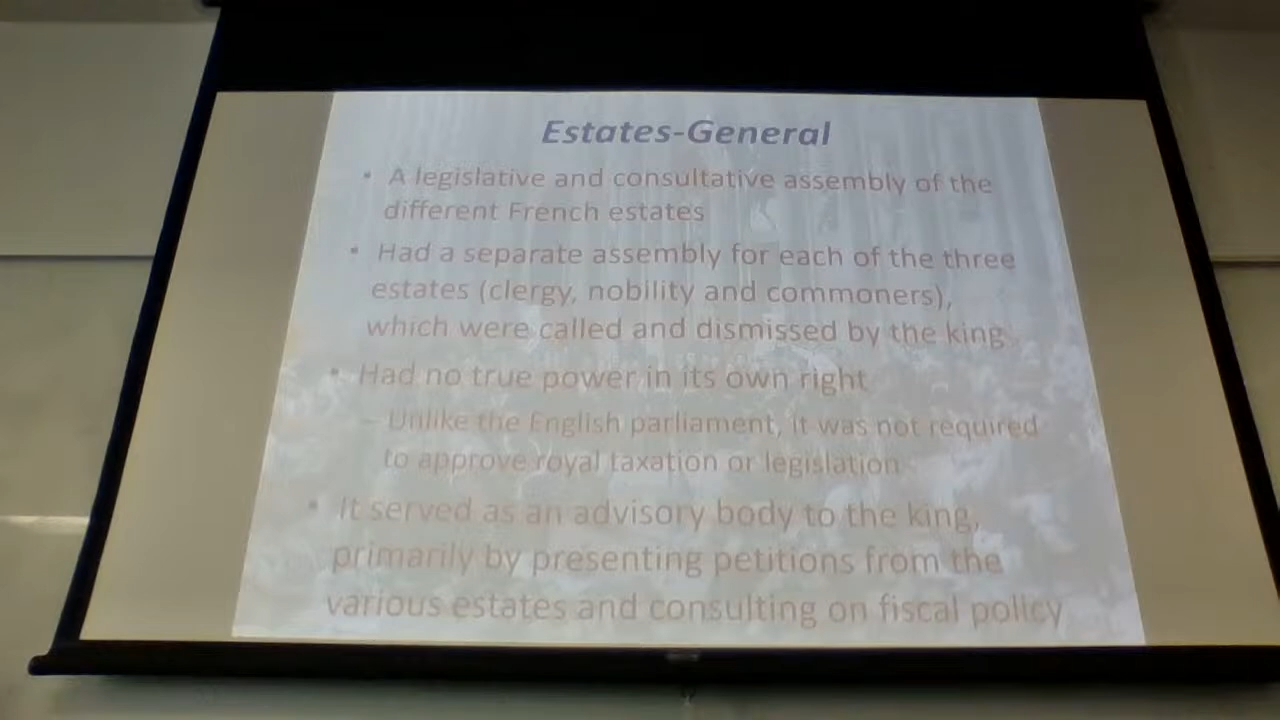 Estates-General
• A legislative and consultative assembly of the
different French estates
• Had a separate assembly for each of the three
estates (clergy, nobility and commoners),
which were called and dismissed by the king.
• Had no true power in its own right
– Unlike the English parliament, it was not required
to approve royal taxation or legislation
• It served as an advisory body to the king,
primarily by presenting petitions from the
various estates and consulting on fiscal policy